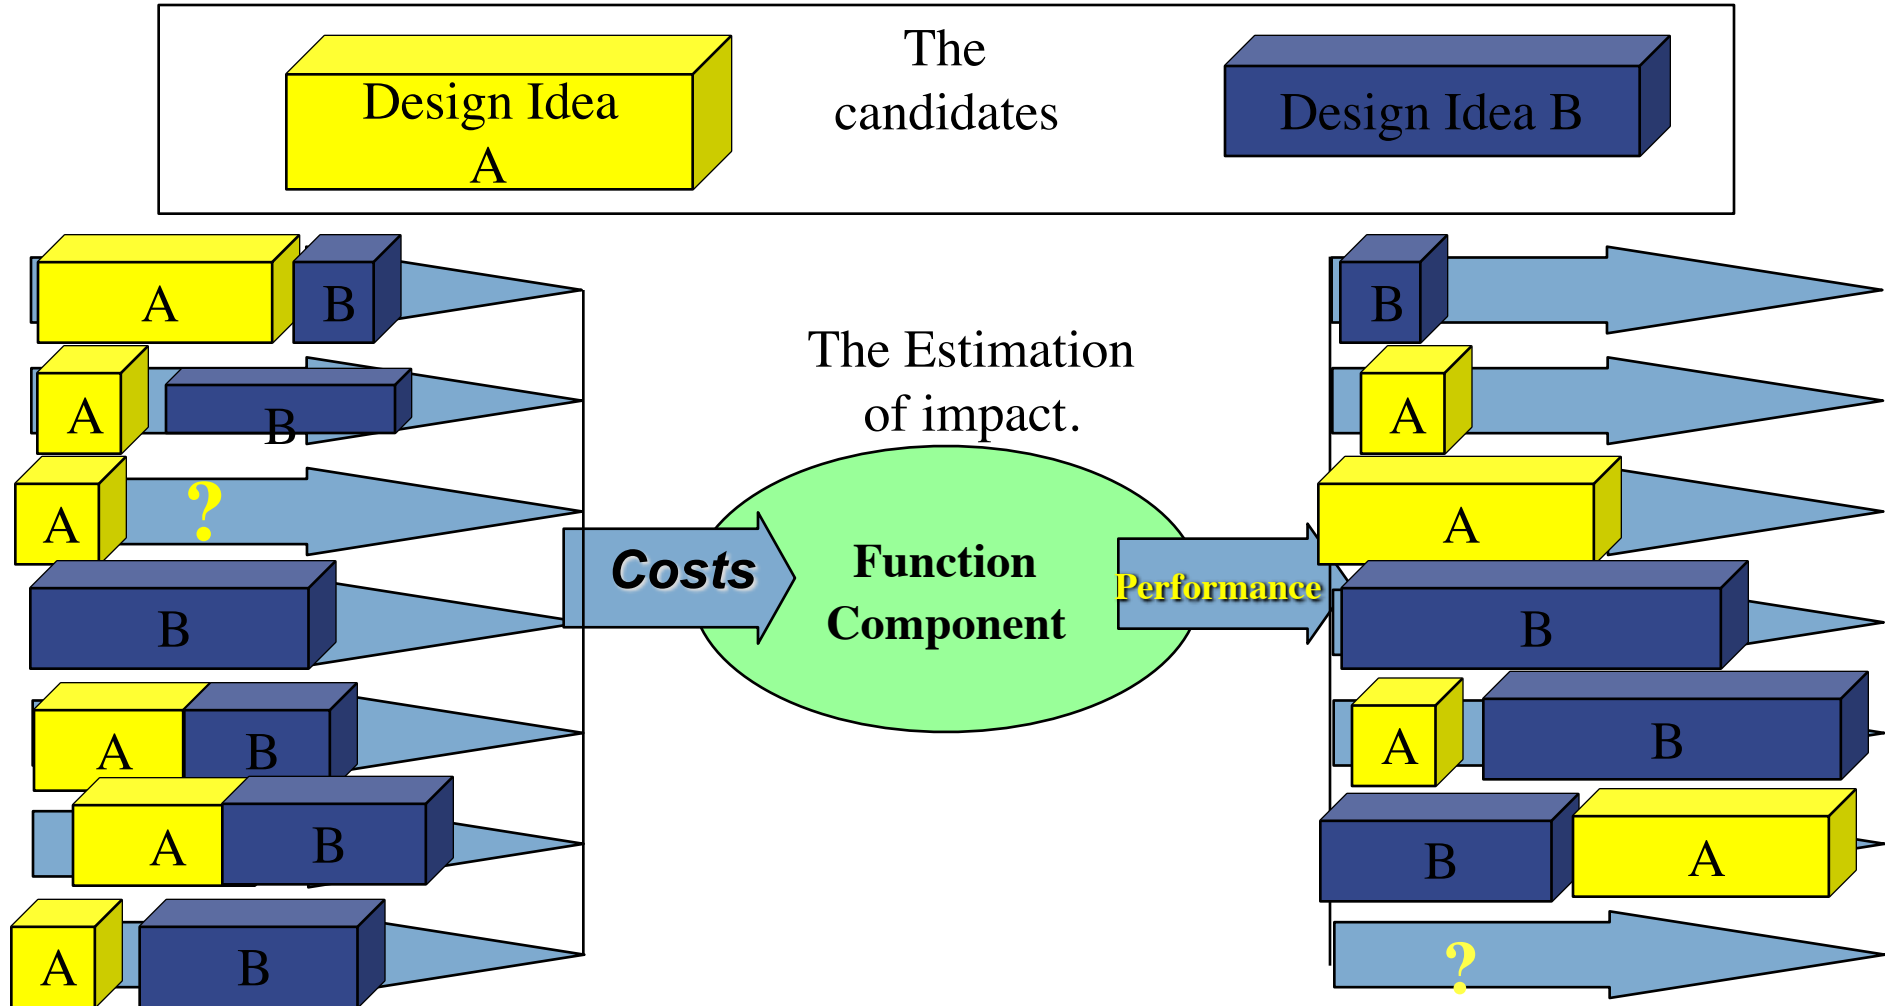 Design Idea
A
The
candidates
Design Idea B
A B
A B
A ?
B
A B
A B
A B
The Estimation
of impact.
Costs
Function
Component
Performance
B
A
A
B
A B
B A
?